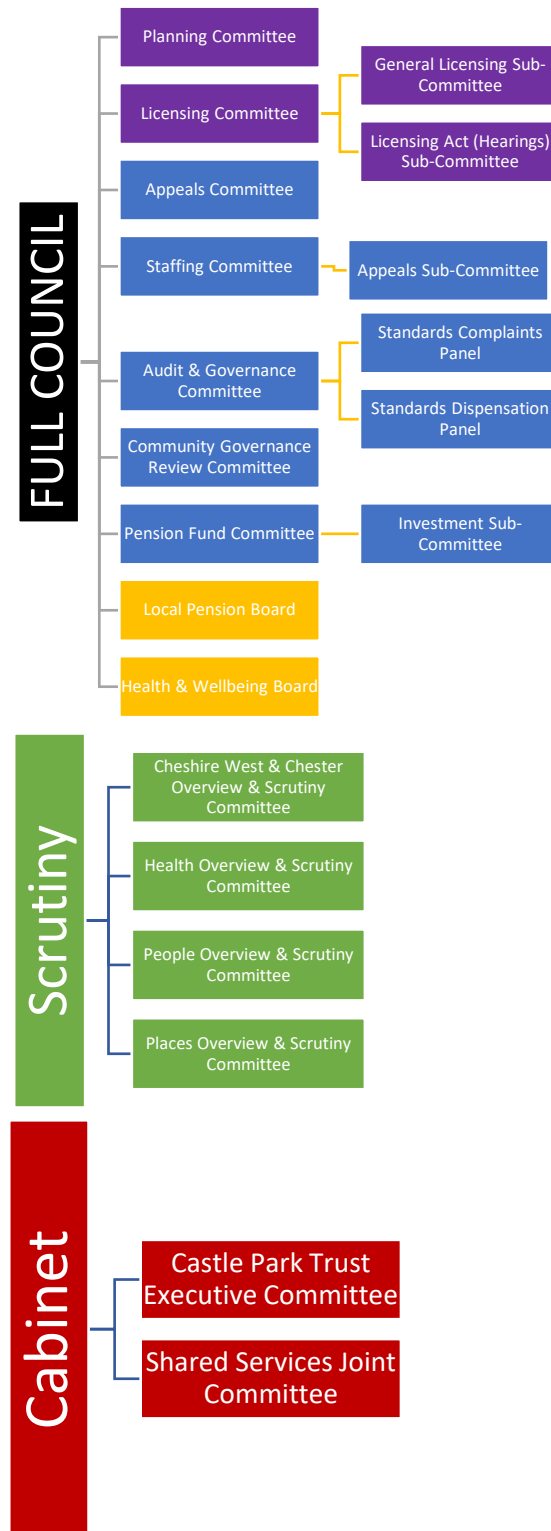 FULL COUNCIL
Planning Committee
Licensing Committee
General Licensing Sub-
Committee
Licensing Act (Hearings)
Sub-Committee
Appeals Committee
Staffing Committee
Appeals Sub-Committee
Audit & Governance
Committee
Standards Complaints
Panel
Standards Dispensation
Panel
Community Governance
Review Committee
Pension Fund Committee
Investment Sub-
Committee
Local Pension Board
Health & Wellbeing Board
Scrutiny
Cheshire West & Chester
Overview & Scrutiny
Committee
Health Overview & Scrutiny
Committee
People Overview & Scrutiny
Committee
Places Overview & Scrutiny
Committee
Cabinet
Castle Park Trust
Executive Committee
Shared Services Joint
Committee